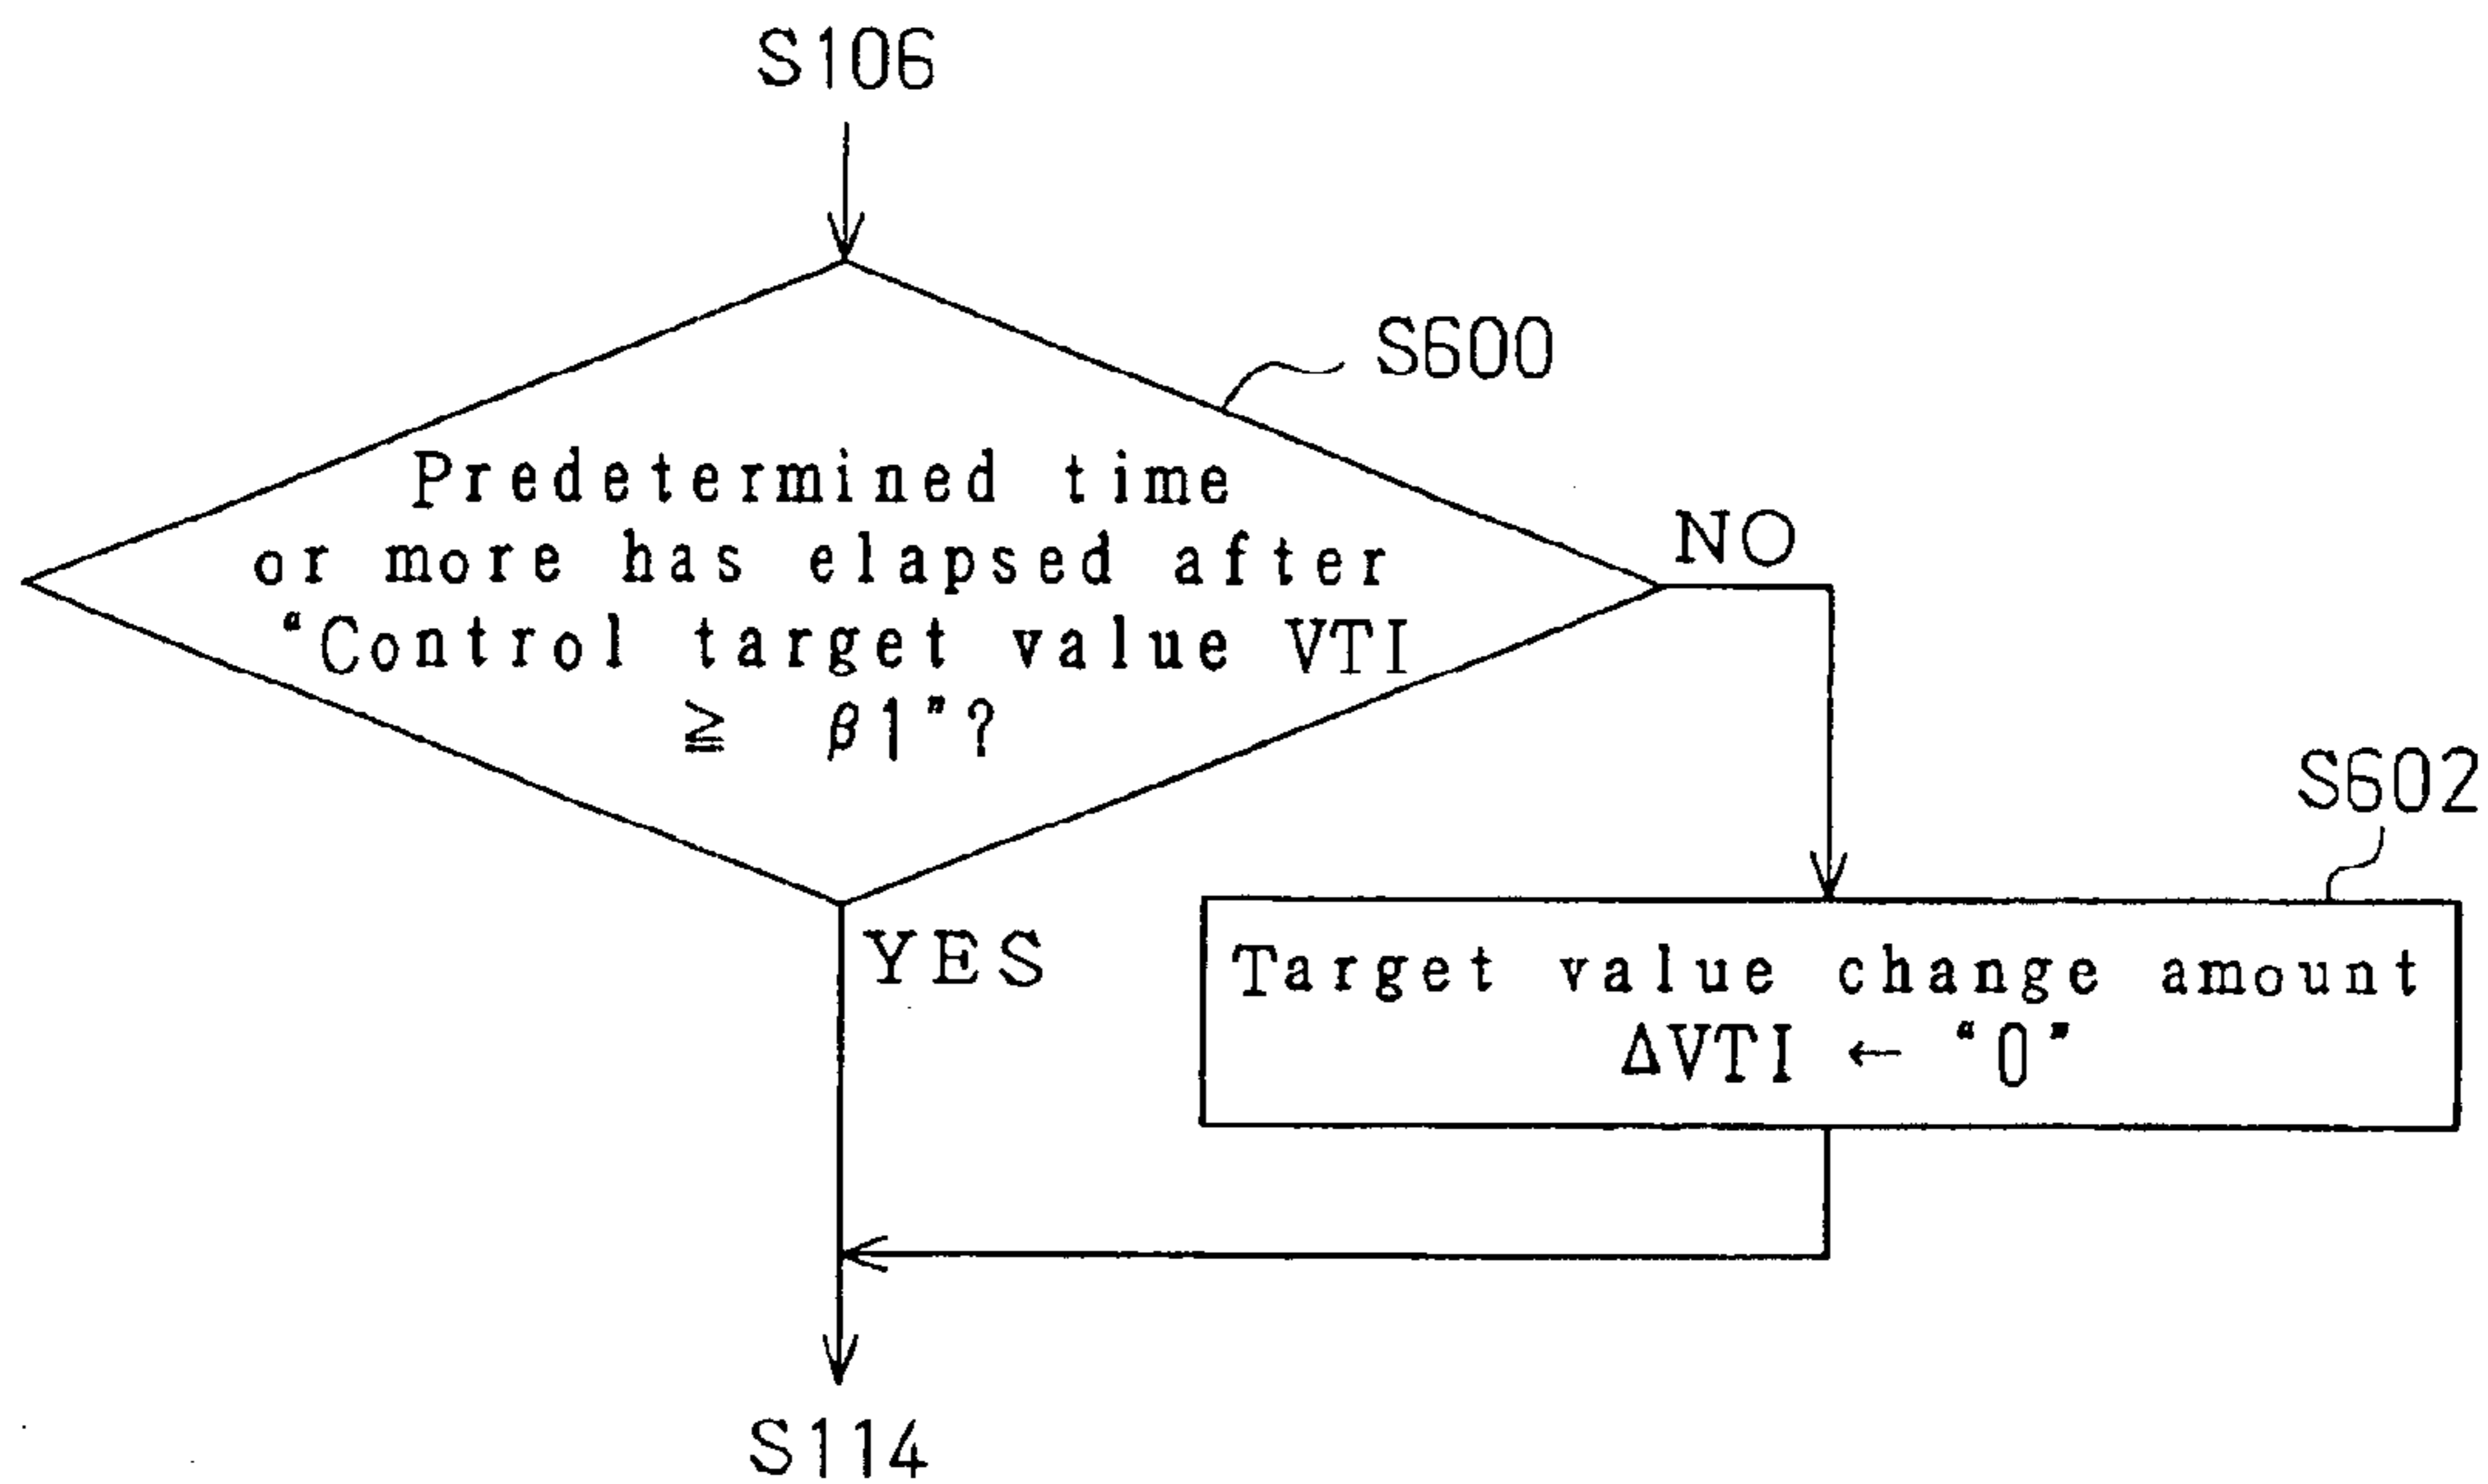 S106
S600
Predetermined time
or more has elapsed after
“Control target value VTI
≧ β1”?
NO
YES
S602
Target value change amount
ΔVTI ← “0”
S114